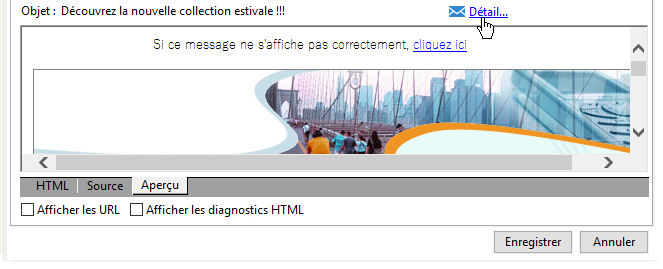 Objet : Découvrez la nouvelle collection estivale !!! Détail...
Si ce message ne s'affiche pas correctement, cliquez ici
HTML Source Aperçu
Afficher les URL Afficher les diagnostics HTML
Enregistrer Annuler